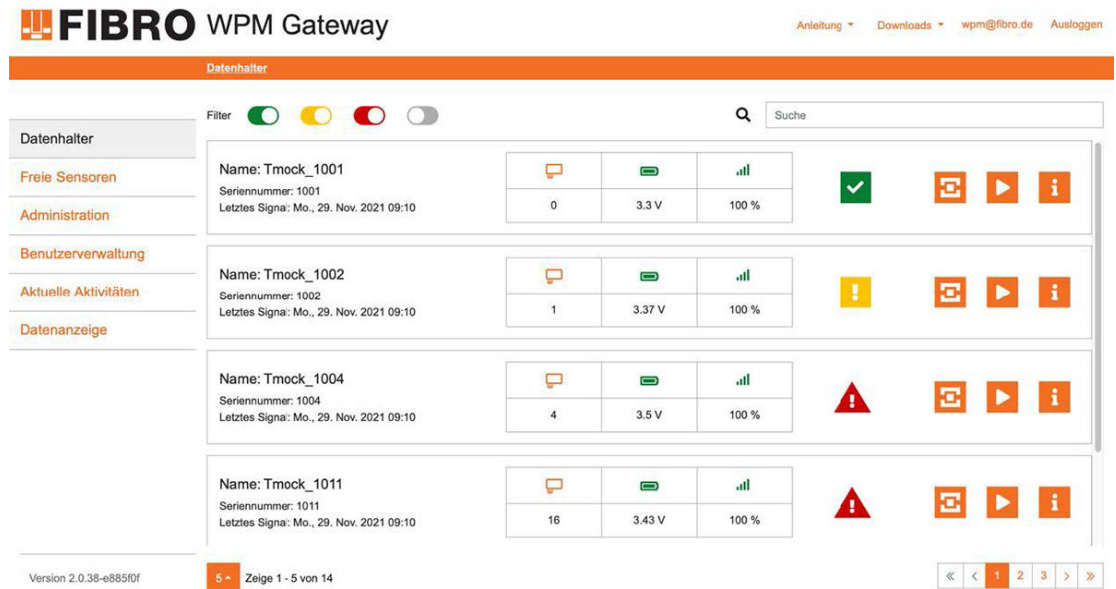 FIBRO WPM Gateway
Anleitung Downloads wpm@fibro.de Ausloggen
Datenhalter
Filter Suche
Datenhalter
Freie Sensoren
Administration
Benutzerverwaltung
Aktuelle Aktivitäten
Datenanzeige
Name: Tmock_1001
Seriennummer: 1001
Letztes Signal: Mo., 29. Nov. 2021 09:10
0 3.3 V 100 %
Name: Tmock_1002
Seriennummer: 1002
Letztes Signal: Mo., 29. Nov. 2021 09:10
1 3.37 V 100 %
Name: Tmock_1004
Seriennummer: 1004
Letztes Signal: Mo., 29. Nov. 2021 09:10
4 3.5 V 100 %
Name: Tmock_1011
Seriennummer: 1011
Letztes Signal: Mo., 29. Nov. 2021 09:10
16 3.43 V 100 %
Version 2.0.38-e885f0f
5 Zeige 1 - 5 von 14
« < 1 2 3 > »